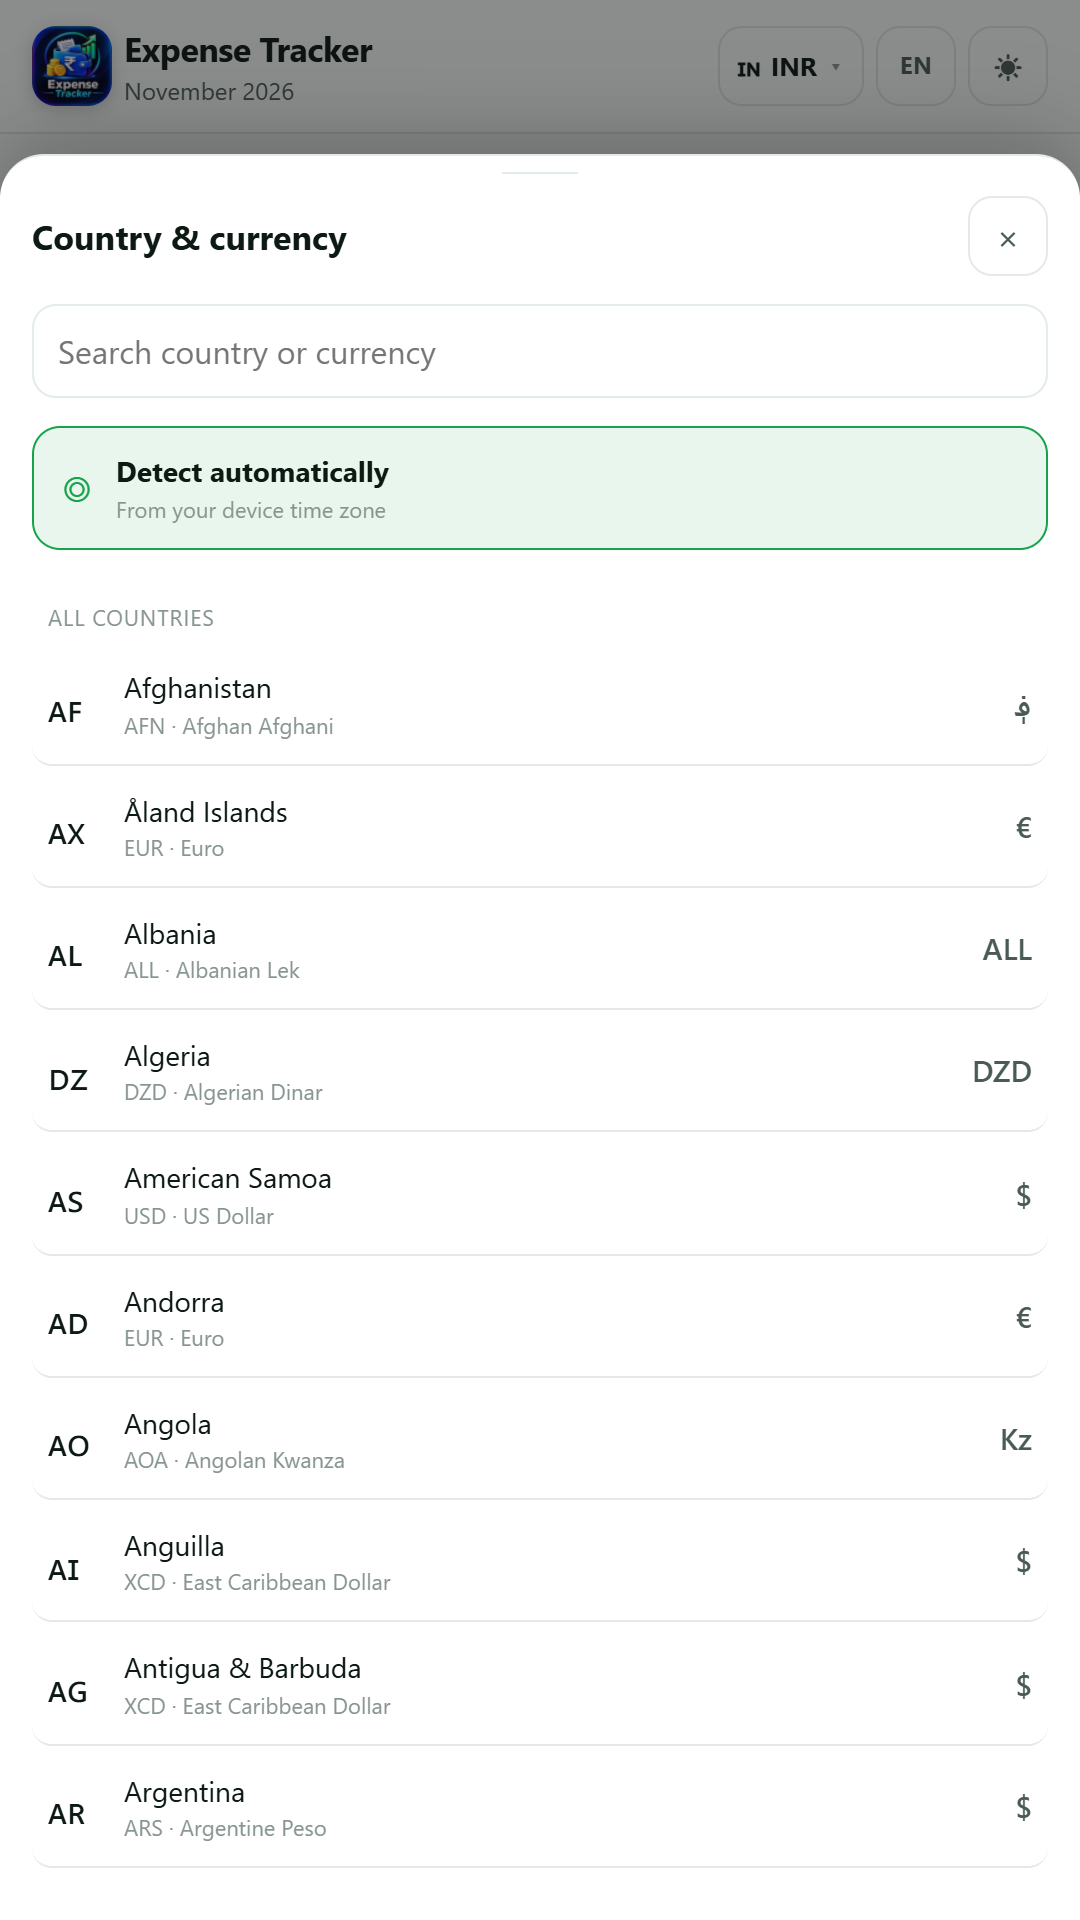 Expense Tracker
Expense Tracker
November 2026
IN INR ▾
EN
Country & currency
×
Search country or currency
Detect automatically
From your device time zone
ALL COUNTRIES
AF
Afghanistan
AFN · Afghan Afghani
؋
AX
Åland Islands
EUR · Euro
€
AL
Albania
ALL · Albanian Lek
ALL
DZ
Algeria
DZD · Algerian Dinar
DZD
AS
American Samoa
USD · US Dollar
$
AD
Andorra
EUR · Euro
€
AO
Angola
AOA · Angolan Kwanza
Kz
AI
Anguilla
XCD · East Caribbean Dollar
$
AG
Antigua & Barbuda
XCD · East Caribbean Dollar
$
AR
Argentina
ARS · Argentine Peso
$